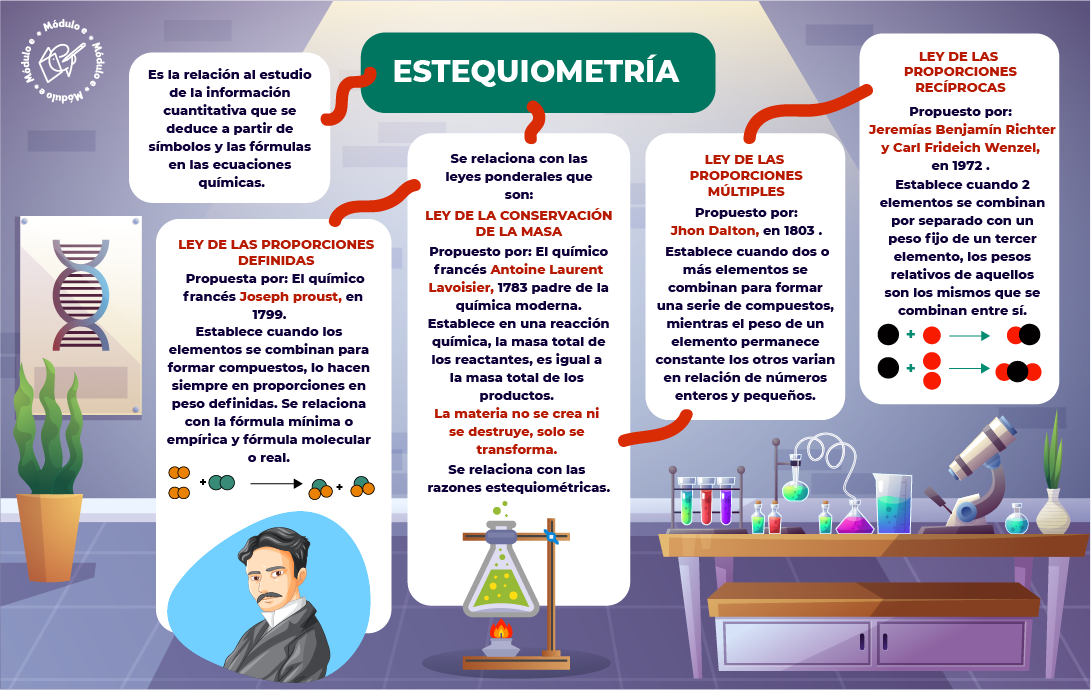 Módulo e • Módulo e • Módulo e • Módulo e •
ESTEQUIOMETRÍA
Es la relación al estudio
de la información
cuantitativa que se
deduce a partir de
símbolos y las fórmulas
en las ecuaciones
químicas.
LEY DE LAS PROPORCIONES
DEFINIDAS
Propuesta por: El químico
francés Joseph proust, en
1799.
Establece cuando los
elementos se combinan para
formar compuestos, lo hacen
siempre en proporciones en
peso definidas. Se relaciona
con la fórmula mínima o
empírica y fórmula molecular
o real.
+
+
Se relaciona con las
leyes ponderales que
son:
LEY DE LA CONSERVACIÓN
DE LA MASA
Propuesto por: El químico
francés Antoine Laurent
Lavoisier, 1783 padre de la
química moderna.
Establece en una reacción
química, la masa total de
los reactantes, es igual a
la masa total de los
productos.
La materia no se crea ni
se destruye, solo se
transforma.
Se relaciona con las
razones estequiométricas.
LEY DE LAS
PROPORCIONES
MÚLTIPLES
Propuesto por:
Jhon Dalton, en 1803 .
Establece cuando dos o
más elementos se
combinan para formar
una serie de compuestos,
mientras el peso de un
elemento permanece
constante los otros varian
en relación de números
enteros y pequeños.
LEY DE LAS
PROPORCIONES
RECÍPROCAS
Propuesto por:
Jeremías Benjamín Richter
y Carl Frideich Wenzel,
en 1972 .
Establece cuando 2
elementos se combinan
por separado con un
peso fijo de un tercer
elemento, los pesos
relativos de aquellos
son los mismos que se
combinan entre sí.
+
+